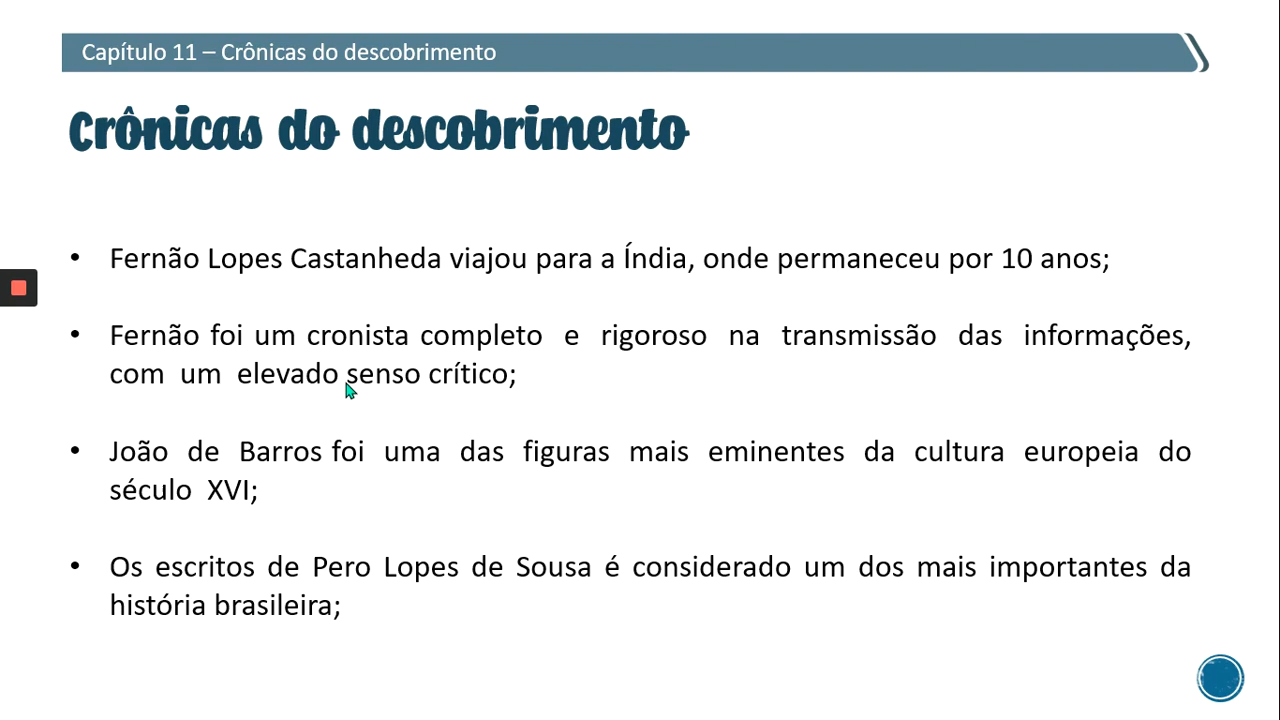 Capítulo 11 – Crônicas do descobrimento
Crônicas do descobrimento
• Fernão Lopes Castanheda viajou para a Índia, onde permaneceu por 10 anos;
• Fernão foi um cronista completo e rigoroso na transmissão das informações,
com um elevado senso crítico;
• João de Barros foi uma das figuras mais eminentes da cultura europeia do
século XVI;
• Os escritos de Pero Lopes de Sousa é considerado um dos mais importantes da
história brasileira;